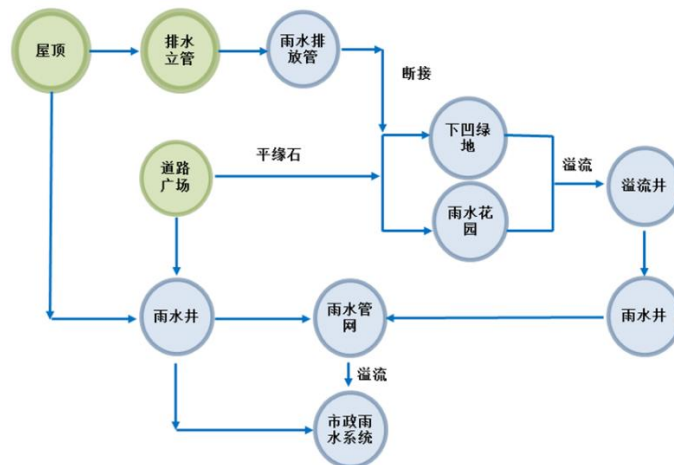 屋顶
排水
立管
雨水排
放管
断接
下凹绿
地
道路
广场
平缘石
溢流
溢流井
雨水花
园
雨水井
雨水管
网
雨水井
溢流
市政雨
水系统